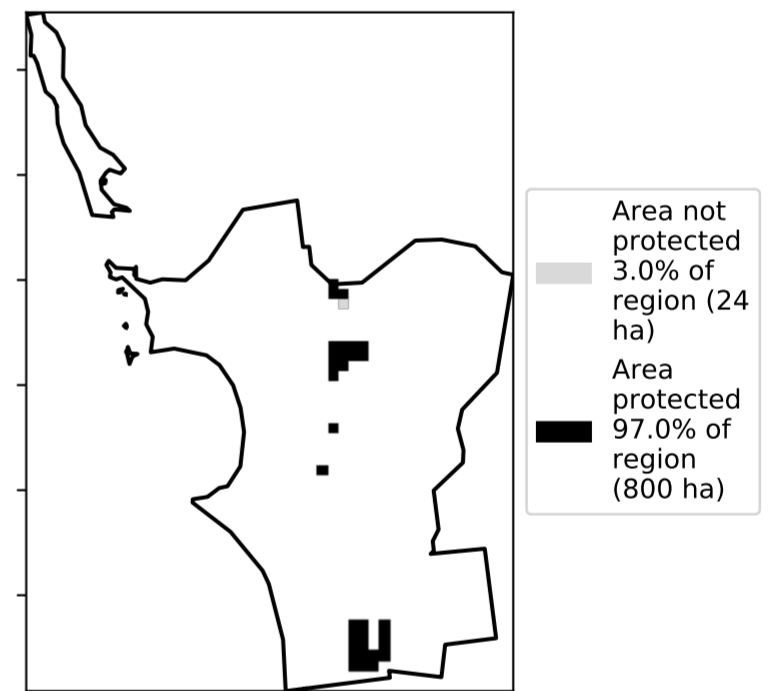 Area not
protected
3.0% of
region (24
ha)
Area
protected
97.0% of
region
(800 ha)